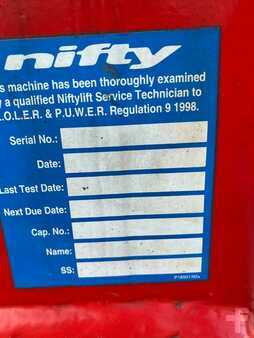 nifty
s machine has been thoroughly examined
y a qualified Niftylift Service Technician to
.O.L.E.R. & P.U.W.E.R. Regulation 9 1998.
Serial No.:
Date:
Last Test Date:
Next Due Date:
Cap. No.:
Name:
SS: